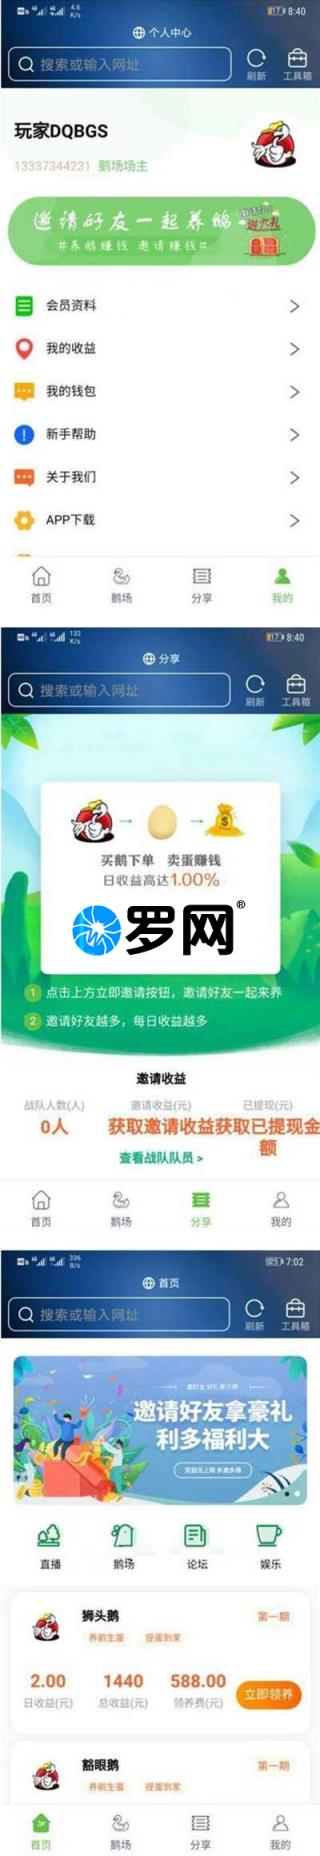 4.6
K/s
17
8:40
个人中心
搜索或输入网址
刷新
工具箱
玩家DQBGS
13337344231 鹅场场主
邀请好友一起养鹅
#养鹅赚钱 邀请赚钱#
邀请好友
送大礼
会员资料
我的收益
我的钱包
新手帮助
关于我们
APP下载
首页
鹅场
分享
我的
132
K/s
17
8:40
分享
搜索或输入网址
刷新
工具箱
买鹅下单 卖蛋赚钱
日收益高达1.00%
罗网®
1 点击上方立即邀请按钮，邀请好友一起来养
2 邀请好友越多，每日收益越多
邀请收益
战队人数(人) 邀请收益(元) 已提现(元)
0人 获取邀请收益获取已提现金额
查看战队队员 >
首页
鹅场
分享
我的
336
B/s
5
7:02
首页
搜索或输入网址
刷新
工具箱
邀请好友拿豪礼
利多福利大
直播
鹅场
论坛
娱乐
狮头鹅
第一期
养鹅生蛋 提蛋到家
2.00 1440 588.00
日收益(元) 总收益(元) 领养费(元)
立即领养
豁眼鹅
第一期
养鹅生蛋 提蛋到家
首页
鹅场
分享
我的